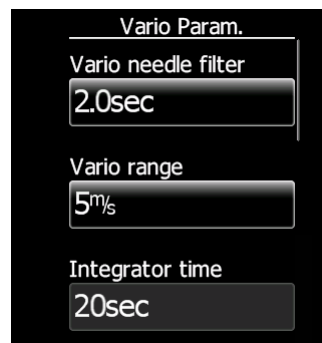 Vario Param.
Vario needle filter
2.0sec
Vario range
5m/s
Integrator time
20sec